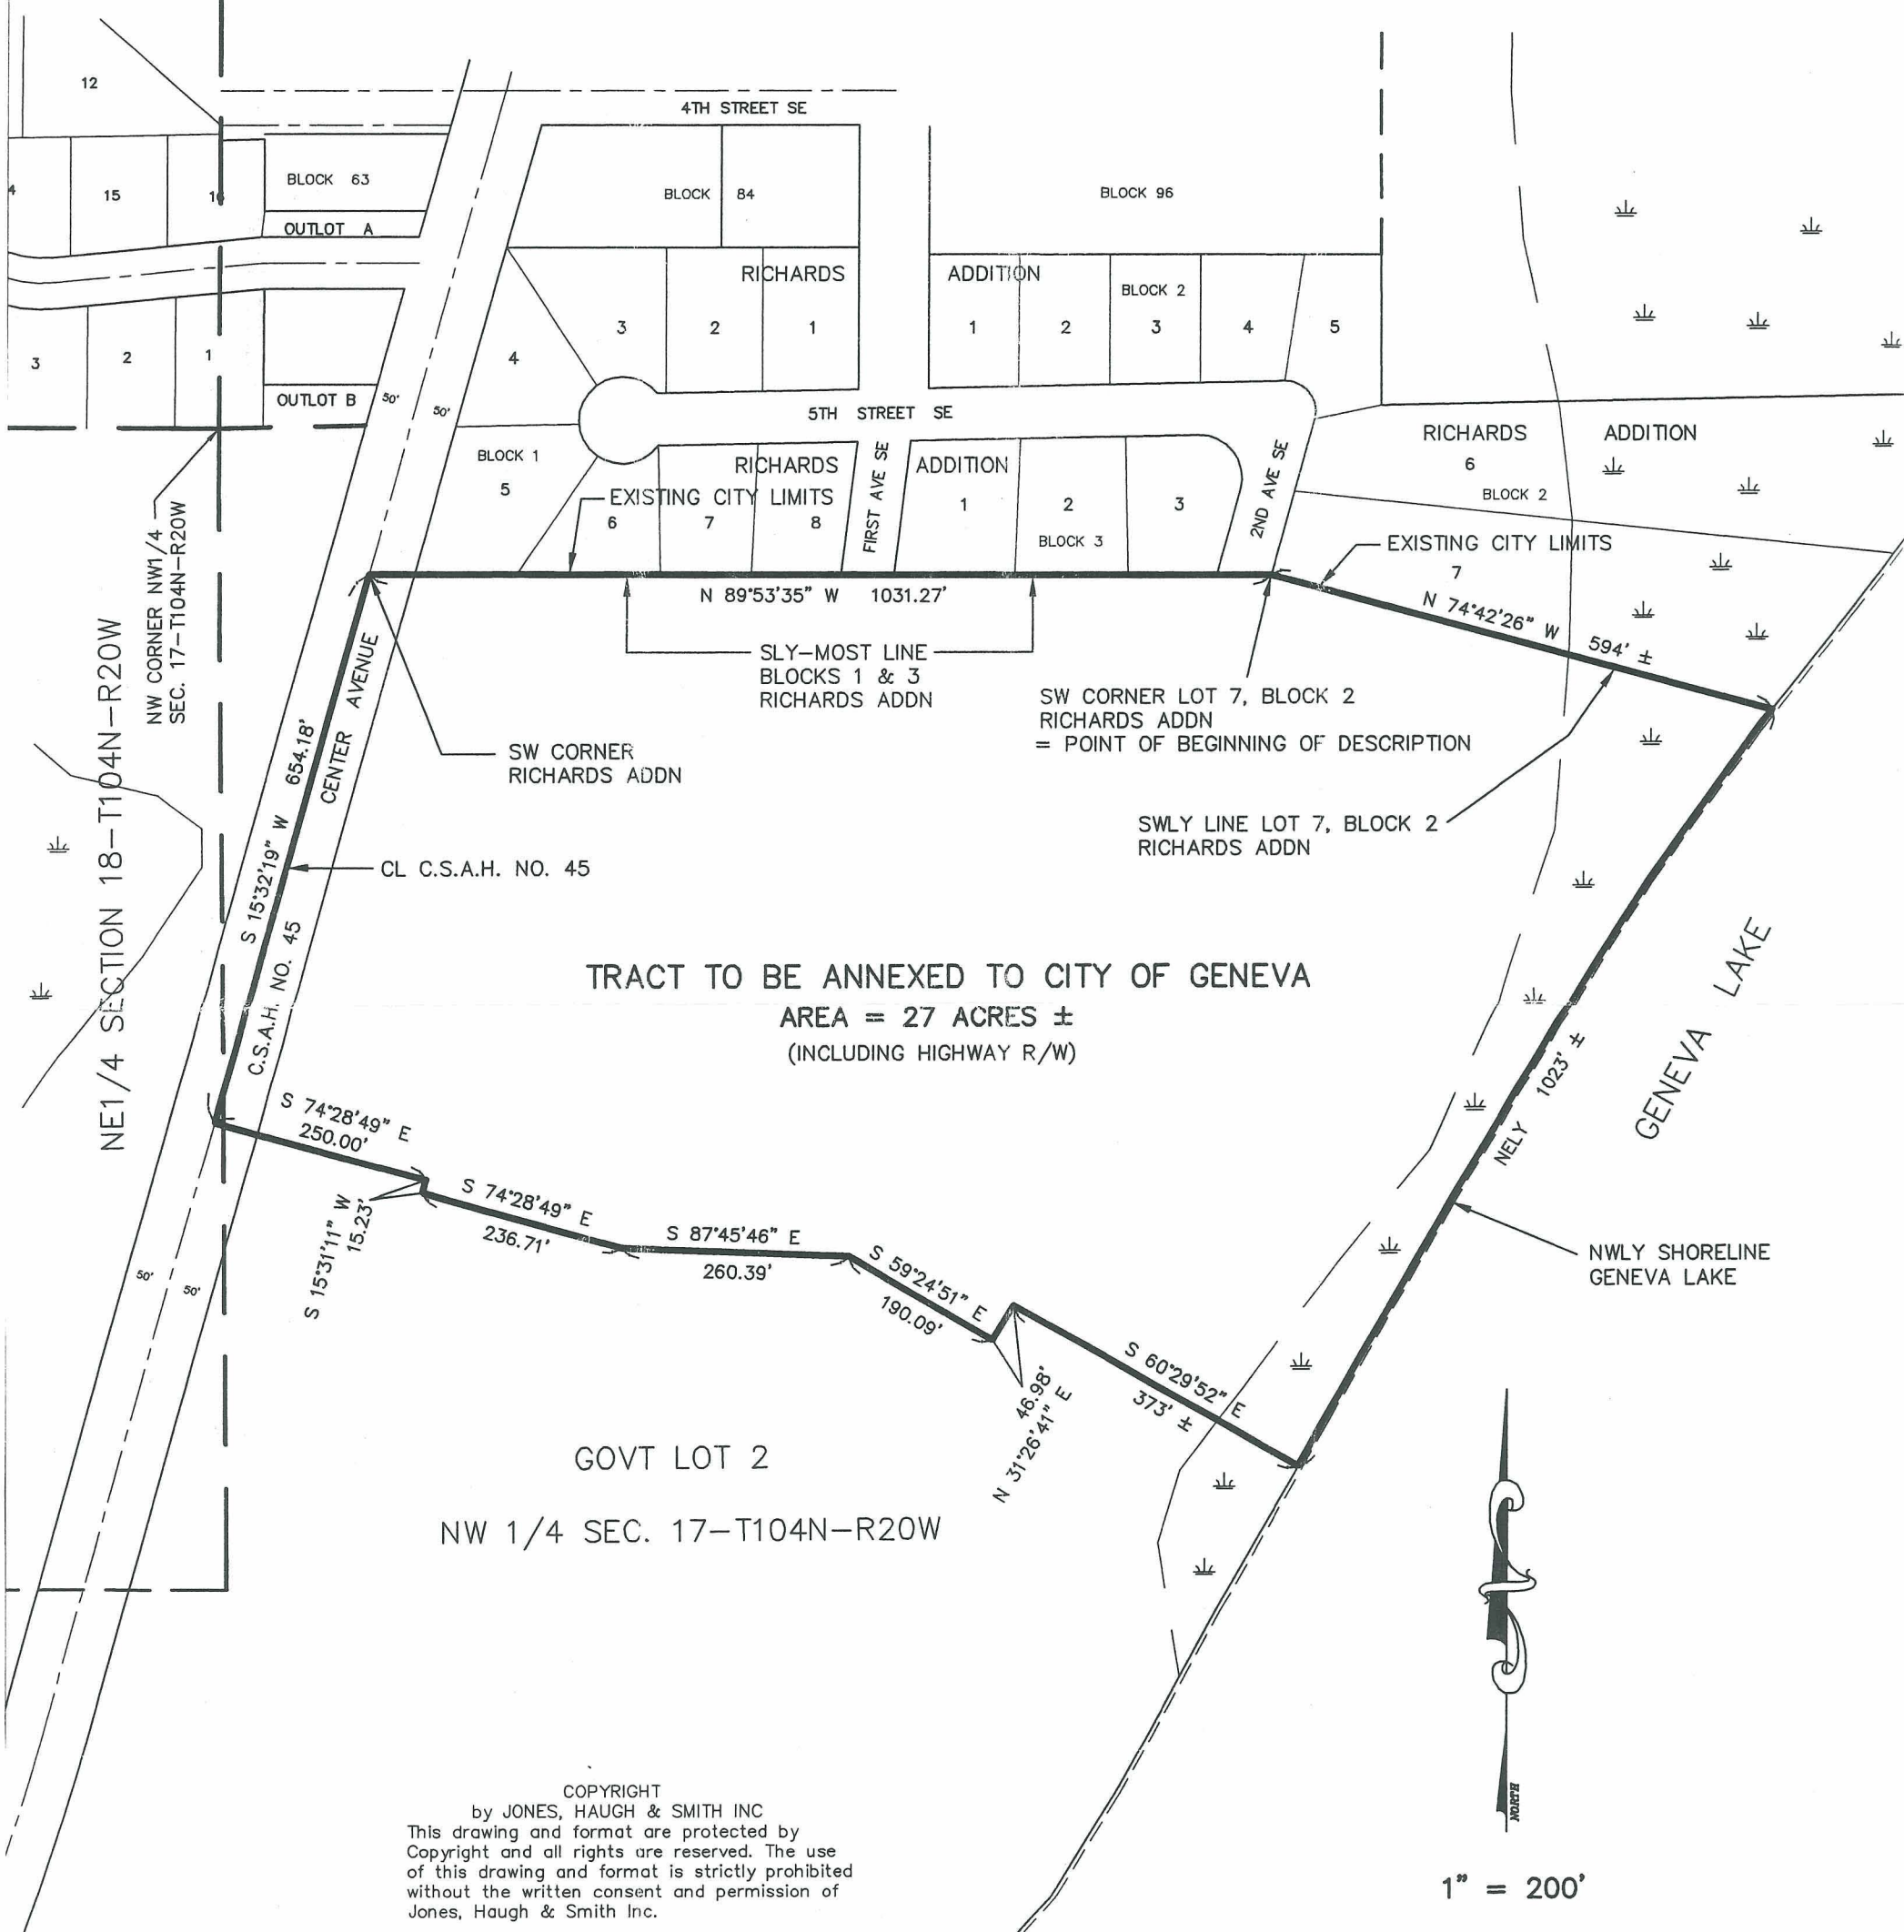 12
4TH STREET SE
4
15
16
BLOCK 63
OUTLOT A
BLOCK 84
BLOCK 96
RICHARDS ADDITION
BLOCK 2
3
2
1
1
2
3
4
5
4
3
2
1
OUTLOT B
50'
50'
5TH STREET SE
BLOCK 1
5
RICHARDS ADDITION
RICHARDS ADDITION
6
BLOCK 2
EXISTING CITY LIMITS
6
7
8
FIRST AVE SE
1
2
3
BLOCK 3
2ND AVE SE
EXISTING CITY LIMITS
7
NW CORNER NW1/4
SEC. 17-T104N-R20W
N 89°53'35" W 1031.27'
N 74°42'26" W 594' ±
SLY-MOST LINE
BLOCKS 1 & 3
RICHARDS ADDN
SW CORNER LOT 7, BLOCK 2
RICHARDS ADDN
= POINT OF BEGINNING OF DESCRIPTION
SW CORNER
RICHARDS ADDN
SWLY LINE LOT 7, BLOCK 2
RICHARDS ADDN
NE1/4 SECTION 18-T104N-R20W
S 15°32'19" W 654.18'
CENTER AVENUE
CL C.S.A.H. NO. 45
C.S.A.H. NO. 45
TRACT TO BE ANNEXED TO CITY OF GENEVA
AREA = 27 ACRES ±
(INCLUDING HIGHWAY R/W)
GENEVA LAKE
NELY 1023' ±
S 74°28'49" E
250.00'
S 15°31'11" W
15.23'
S 74°28'49" E
236.71'
S 87°45'46" E
260.39'
S 59°24'51" E
190.09'
46.98'
N 31°26'41" E
S 60°29'52" E
373' ±
NWLY SHORELINE
GENEVA LAKE
50'
50'
GOVT LOT 2
NW 1/4 SEC. 17-T104N-R20W
NORTH
1" = 200'
COPYRIGHT
by JONES, HAUGH & SMITH INC
This drawing and format are protected by
Copyright and all rights are reserved. The use
of this drawing and format is strictly prohibited
without the written consent and permission of
Jones, Haugh & Smith Inc.